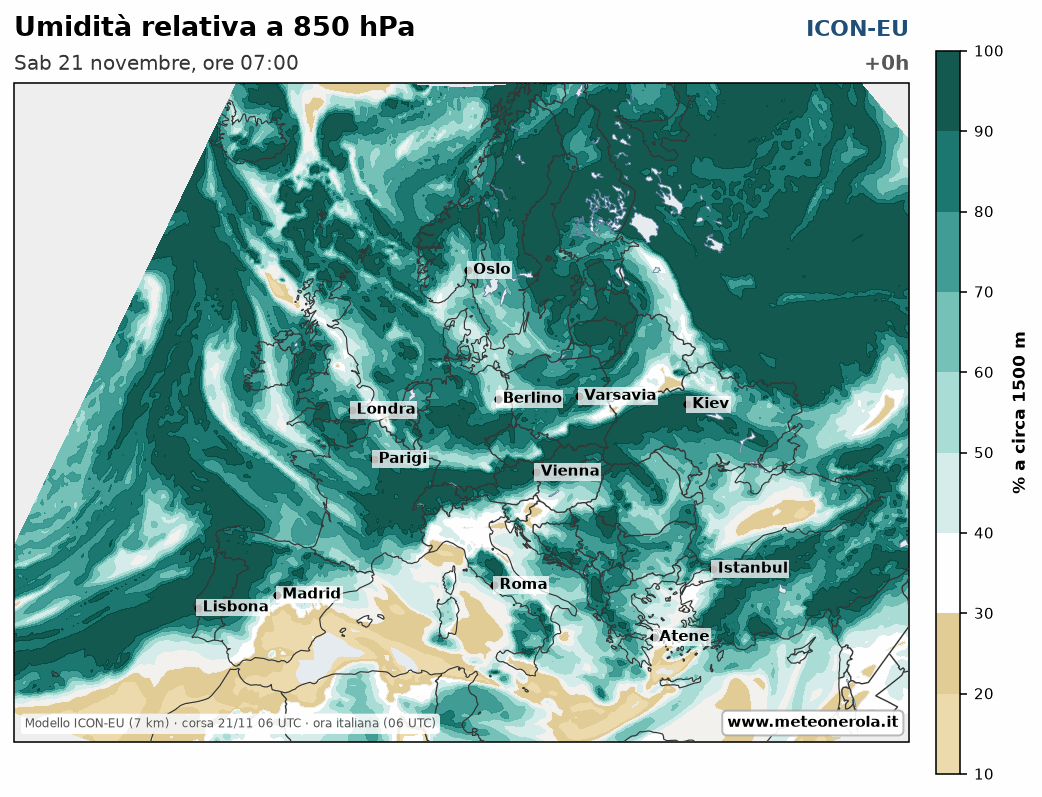 Umidità relativa a 850 hPa
ICON-EU
Sab 21 novembre, ore 07:00
+0h
100
90
80
70
60
50
40
30
20
10
% a circa 1500 m
Oslo
Berlino
Varsavia
Kiev
Londra
Parigi
Vienna
Istanbul
Roma
Madrid
Lisbona
Atene
Modello ICON-EU (7 km) · corsa 21/11 06 UTC · ora italiana (06 UTC)
www.meteonerola.it